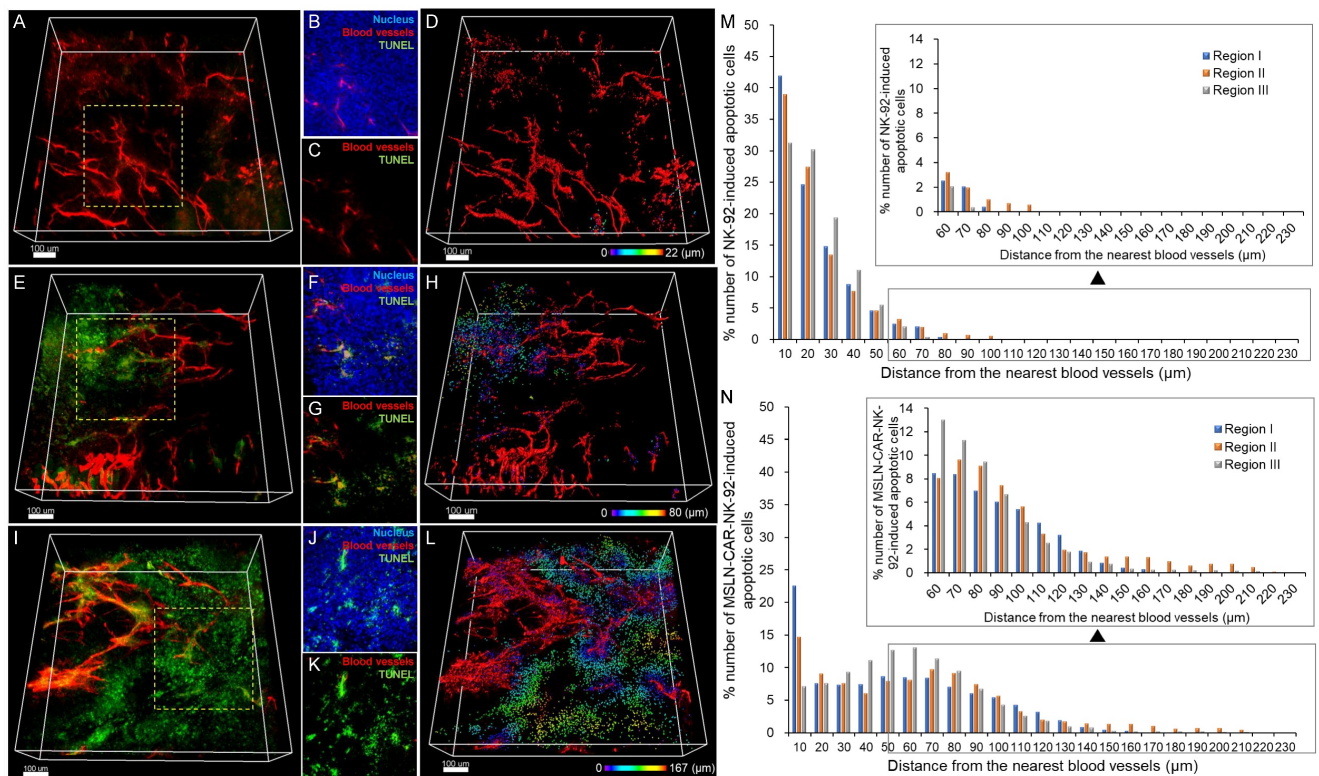 A
100 um
B
Nucleus
Blood vessels
TUNEL
C
Blood vessels
TUNEL
D
100 um
0 22 (µm)
E
100 um
F
Nucleus
Blood vessels
TUNEL
G
Blood vessels
TUNEL
H
100 um
0 80 (µm)
I
100 um
J
Nucleus
Blood vessels
TUNEL
K
Blood vessels
TUNEL
L
100 um
0 167 (µm)
M
% number of NK-92-induced apoptotic cells
50
45
40
35
30
25
20
15
10
5
0
10 20 30 40 50 60 70 80 90 100 110 120 130 140 150 160 170 180 190 200 210 220 230
Distance from the nearest blood vessels (µm)
% number of NK-92-induced
apoptotic cells
14
12
10
8
6
4
2
0
Region I
Region II
Region III
60 70 80 90 100 110 120 130 140 150 160 170 180 190 200 210 220 230
Distance from the nearest blood vessels (µm)
N
% number of MSLN-CAR-NK-92-induced
apoptotic cells
50
45
40
35
30
25
20
15
10
5
0
10 20 30 40 50 60 70 80 90 100 110 120 130 140 150 160 170 180 190 200 210 220 230
Distance from the nearest blood vessels (µm)
% number of MSLN-CAR-NK-
92-induced apoptotic cells
14
12
10
8
6
4
2
0
Region I
Region II
Region III
60 70 80 90 100 110 120 130 140 150 160 170 180 190 200 210 220 230
Distance from the nearest blood vessels (µm)